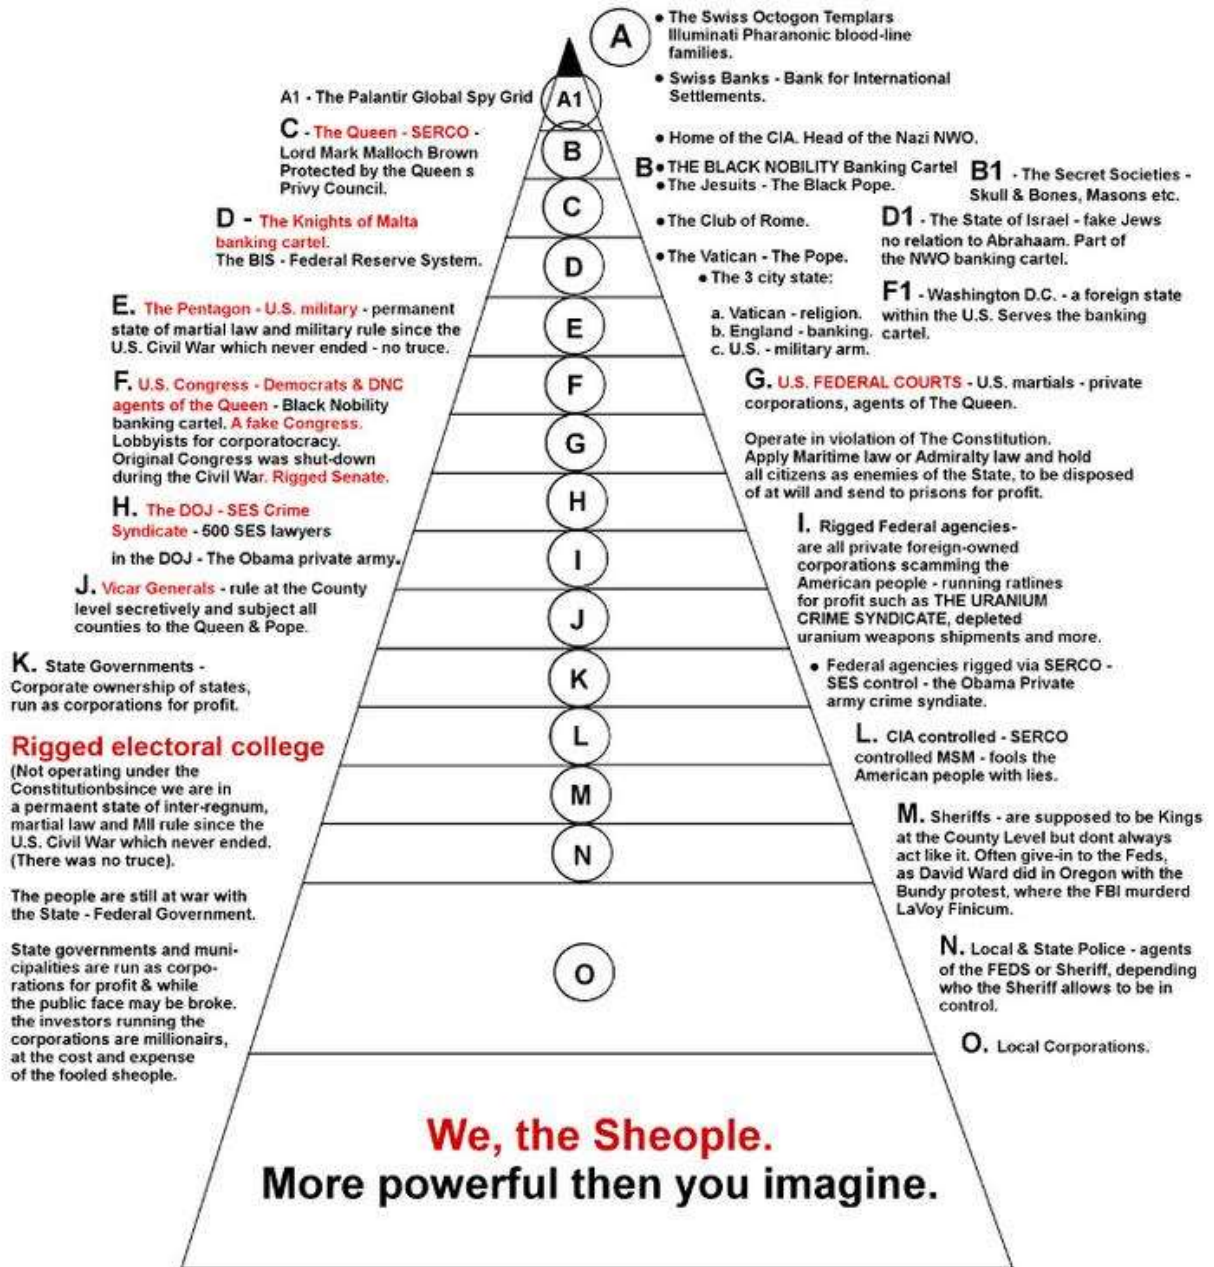 A
• The Swiss Octogon Templars
Illuminati Pharanonic blood-line
families.
• Swiss Banks - Bank for International
Settlements.
• Home of the CIA. Head of the Nazi NWO.
A1 - The Palantir Global Spy Grid
A1
C - The Queen - SERCO -
Lord Mark Malloch Brown
Protected by the Queen s
Privy Council.
B
B • THE BLACK NOBILITY Banking Cartel
• The Jesuits - The Black Pope.
• The Club of Rome.
• The Vatican - The Pope.
• The 3 city state:
a. Vatican - religion.
b. England - banking.
c. U.S. - military arm.
B1 - The Secret Societies -
Skull & Bones, Masons etc.
C
D - The Knights of Malta
banking cartel.
The BIS - Federal Reserve System.
D1 - The State of Israel - fake Jews
no relation to Abrahaam. Part of
the NWO banking cartel.
D
F1 - Washington D.C. - a foreign state
within the U.S. Serves the banking
cartel.
E. The Pentagon - U.S. military - permanent
state of martial law and military rule since the
U.S. Civil War which never ended - no truce.
E
F. U.S. Congress - Democrats & DNC
agents of the Queen - Black Nobility
banking cartel. A fake Congress.
Lobbyists for corporatocracy.
Original Congress was shut-down
during the Civil War. Rigged Senate.
F
G. U.S. FEDERAL COURTS - U.S. martials - private
corporations, agents of The Queen.
Operate in violation of The Constitution.
Apply Maritime law or Admiralty law and hold
all citizens as enemies of the State, to be disposed
of at will and send to prisons for profit.
G
H. The DOJ - SES Crime
Syndicate - 500 SES lawyers
in the DOJ - The Obama private army.
H
I. Rigged Federal agencies-
are all private foreign-owned
corporations scamming the
American people - running ratlines
for profit such as THE URANIUM
CRIME SYNDICATE, depleted
uranium weapons shipments and more.
• Federal agencies rigged via SERCO -
SES control - the Obama Private
army crime syndiate.
I
J. Vicar Generals - rule at the County
level secretively and subject all
counties to the Queen & Pope.
J
K. State Governments -
Corporate ownership of states,
run as corporations for profit.
K
Rigged electoral college
(Not operating under the
Constitutionbsince we are in
a permaent state of inter-regnum,
martial law and MIl rule since the
U.S. Civil War which never ended.
(There was no truce).
The people are still at war with
the State - Federal Government.
State governments and muni-
cipalities are run as corpo-
rations for profit & while
the public face may be broke.
the investors running the
corporations are millionairs,
at the cost and expense
of the fooled sheople.
L
L. CIA controlled - SERCO
controlled MSM - fools the
American people with lies.
M
M. Sheriffs - are supposed to be Kings
at the County Level but dont always
act like it. Often give-in to the Feds,
as David Ward did in Oregon with the
Bundy protest, where the FBI murderd
LaVoy Finicum.
N
N. Local & State Police - agents
of the FEDS or Sheriff, depending
who the Sheriff allows to be in
control.
O
O. Local Corporations.
We, the Sheople.
More powerful then you imagine.